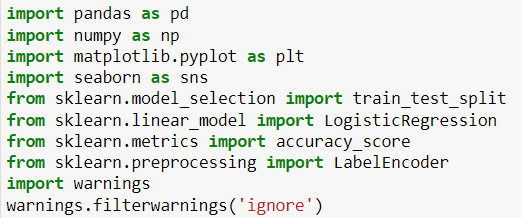 import pandas as pd
import numpy as np
import matplotlib.pyplot as plt
import seaborn as sns
from sklearn.model_selection import train_test_split
from sklearn.linear_model import LogisticRegression
from sklearn.metrics import accuracy_score
from sklearn.preprocessing import LabelEncoder
import warnings
warnings.filterwarnings('ignore')